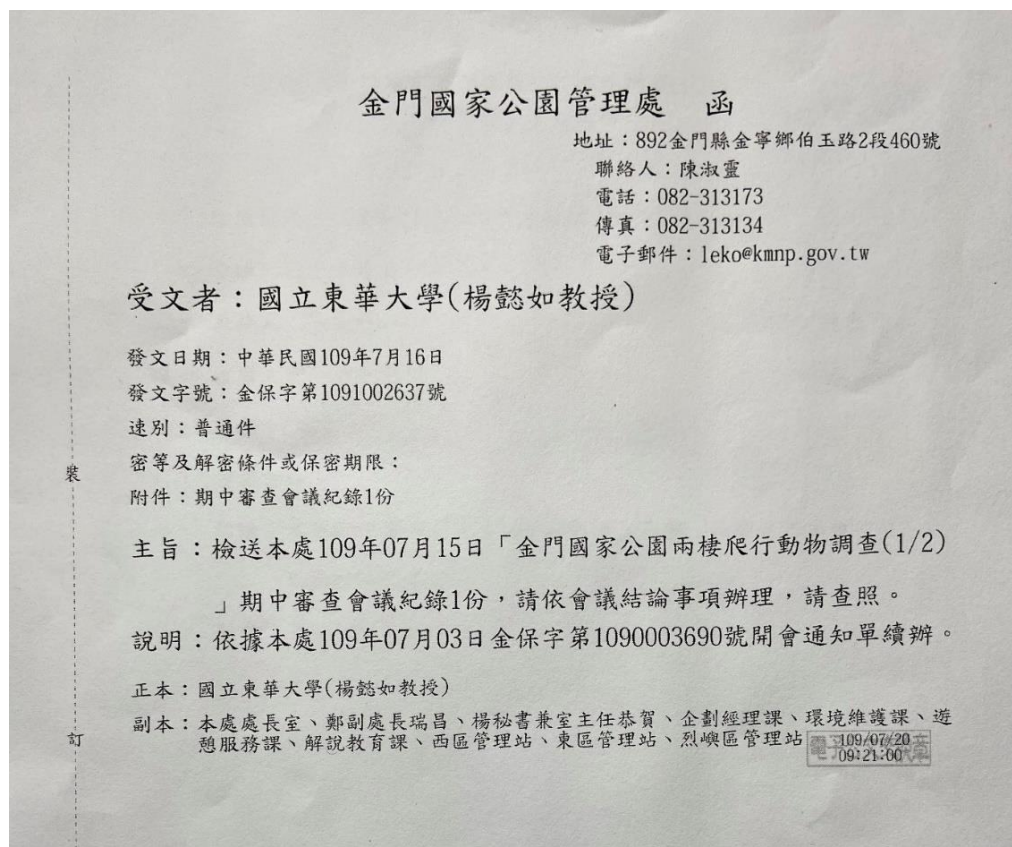 金門國家公園管理處　函
地址：892金門縣金寧鄉伯玉路2段460號
聯絡人：陳淑靈
電話：082-313173
傳真：082-313134
電子郵件：leko@kmnp.gov.tw
受文者：國立東華大學(楊懿如教授)
發文日期：中華民國109年7月16日
發文字號：金保字第1091002637號
速別：普通件
密等及解密條件或保密期限：
附件：期中審查會議紀錄1份
主旨：檢送本處109年07月15日「金門國家公園兩棲爬行動物調查(1/2)
」期中審查會議紀錄1份，請依會議結論事項辦理，請查照。
說明：依據本處109年07月03日金保字第1090003690號開會通知單續辦。
正本：國立東華大學(楊懿如教授)
副本：本處處長室、鄭副處長瑞昌、楊秘書兼室主任恭賀、企劃經理課、環境維護課、遊
憩服務課、解說教育課、西區管理站、東區管理站、烈嶼區管理站
109/07/20
09:21:00
裝
訂